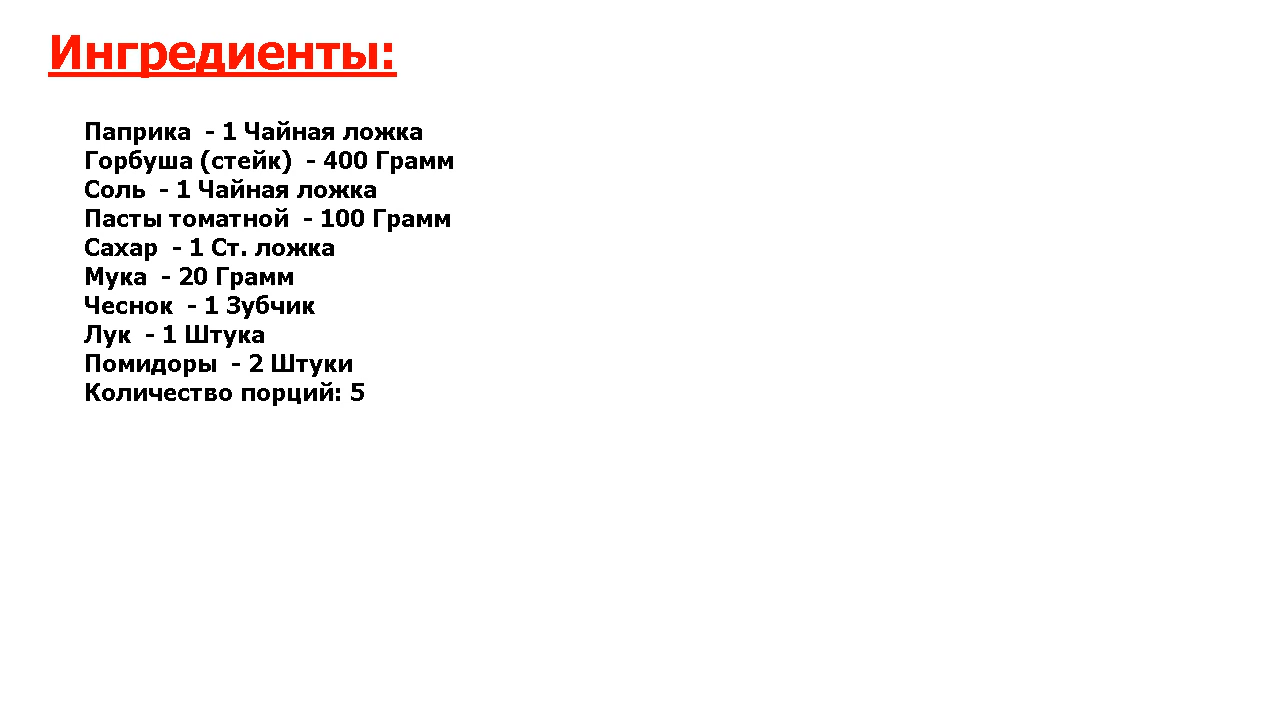 Ингредиенты:
Паприка  - 1 Чайная ложка
Горбуша (стейк)  - 400 Грамм
Соль  - 1 Чайная ложка
Пасты томатной  - 100 Грамм
Сахар  - 1 Ст. ложка
Мука  - 20 Грамм
Чеснок  - 1 Зубчик
Лук  - 1 Штука
Помидоры  - 2 Штуки
Количество порций: 5